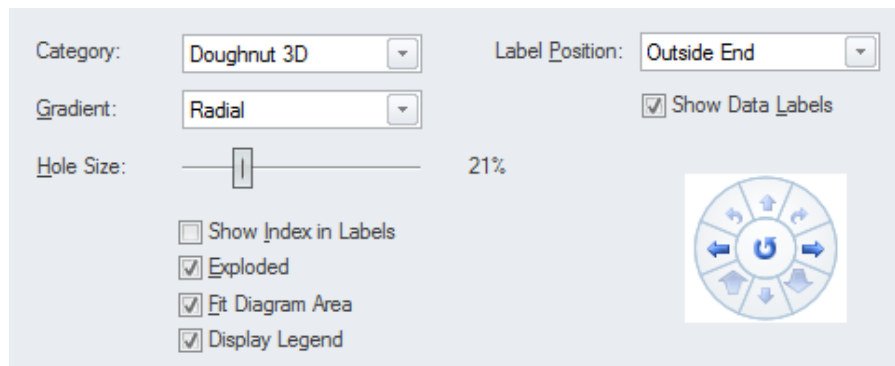 Category: Doughnut 3D Label Position: Outside End
Gradient: Radial Show Data Labels
Hole Size: 21%
Show Index in Labels
Exploded
Fit Diagram Area
Display Legend